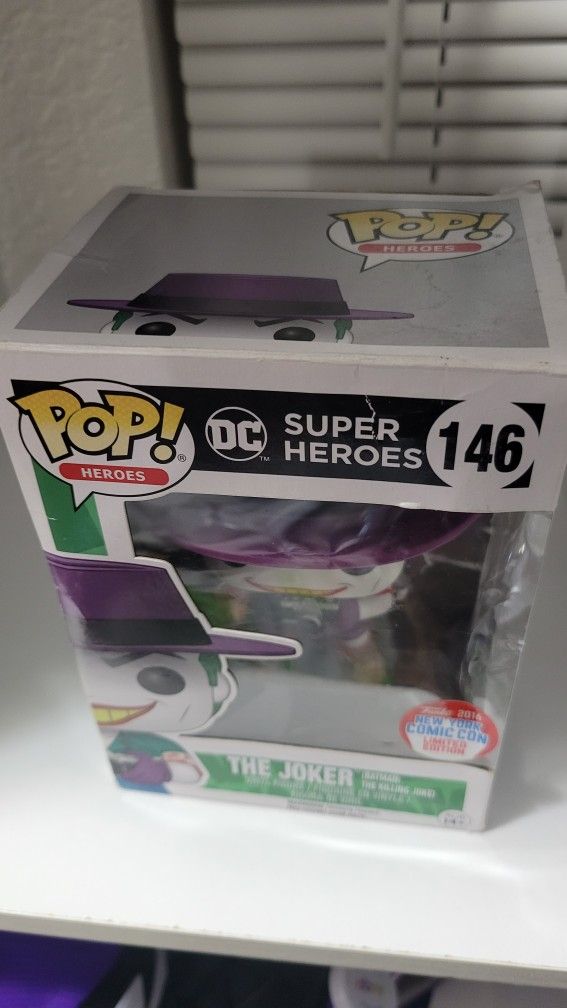 POP!
HEROES
POP!
HEROES
DC
SUPER
HEROES
146
Funko 2016
NEW YORK
COMIC CON
LIMITED
EDITION
THE JOKER
(BATMAN:
THE KILLING JOKE)